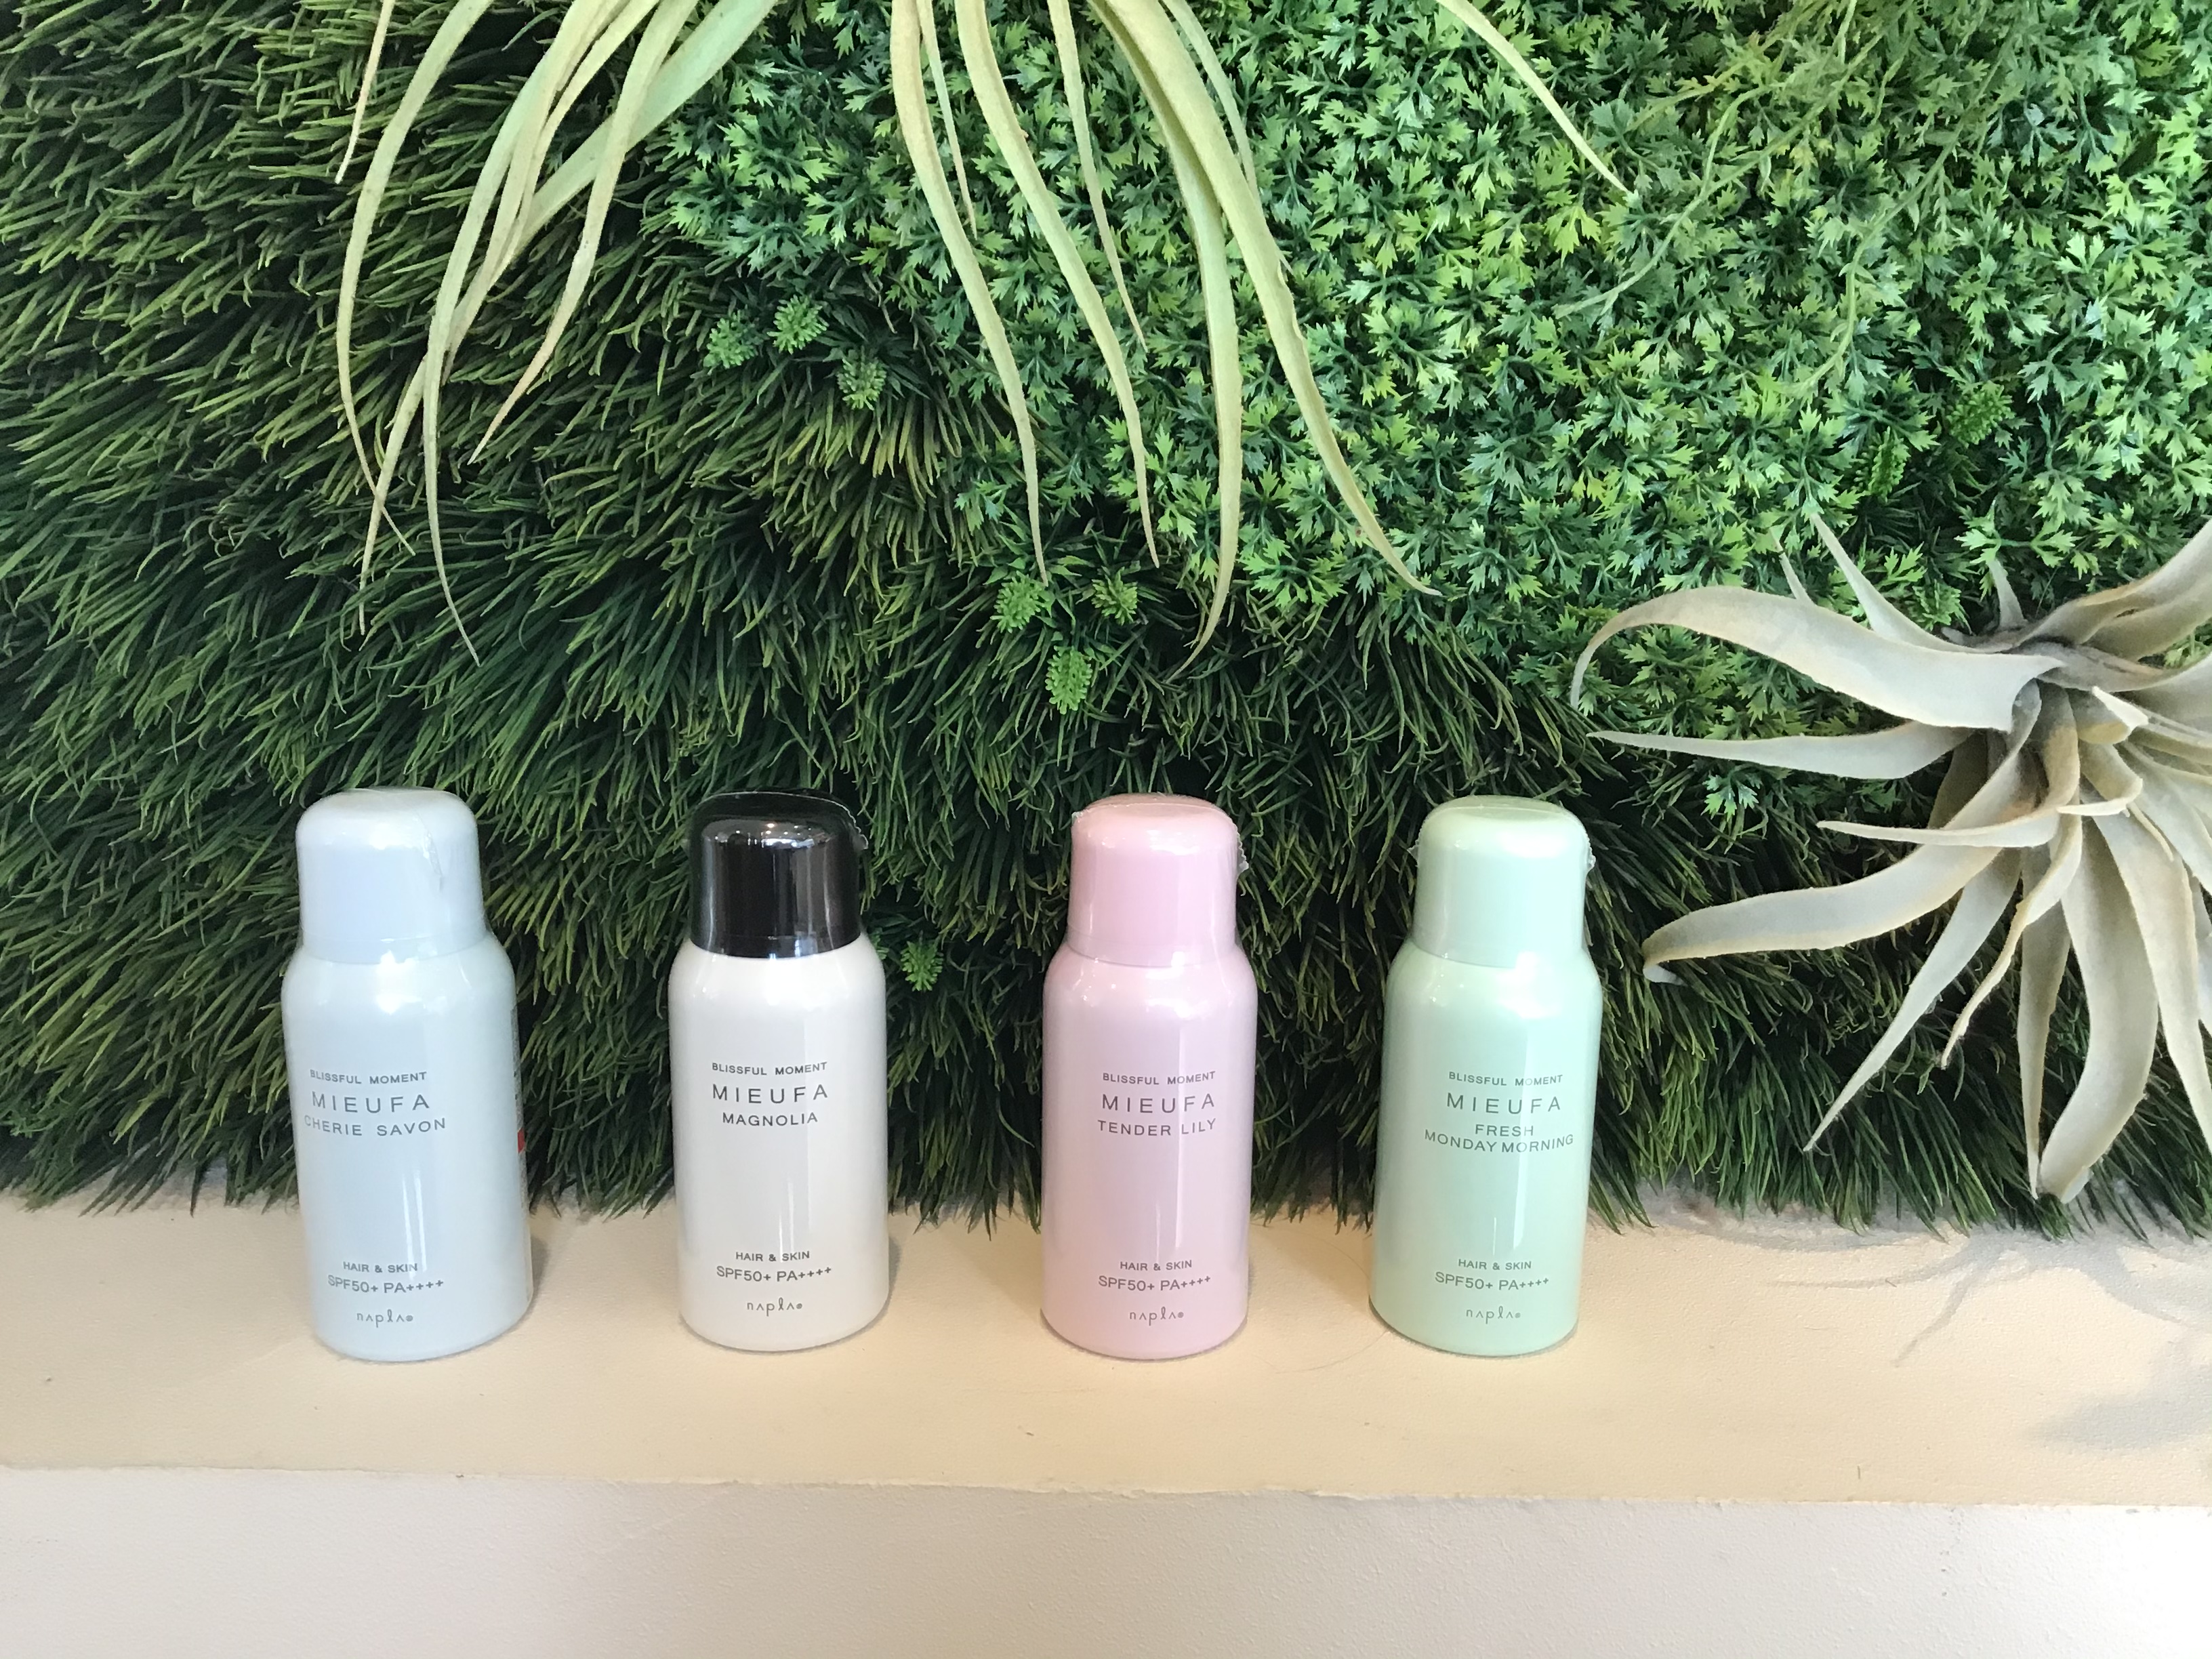 BLISSFUL MOMENT
MIEUFA
CHERIE SAVON
HAIR & SKIN
SPF50+ PA++++
napla
BLISSFUL MOMENT
MIEUFA
MAGNOLIA
HAIR & SKIN
SPF50+ PA++++
napla
BLISSFUL MOMENT
MIEUFA
TENDER LILY
HAIR & SKIN
SPF50+ PA++++
napla
BLISSFUL MOMENT
MIEUFA
FRESH
MONDAY MORNING
HAIR & SKIN
SPF50+ PA++++
napla